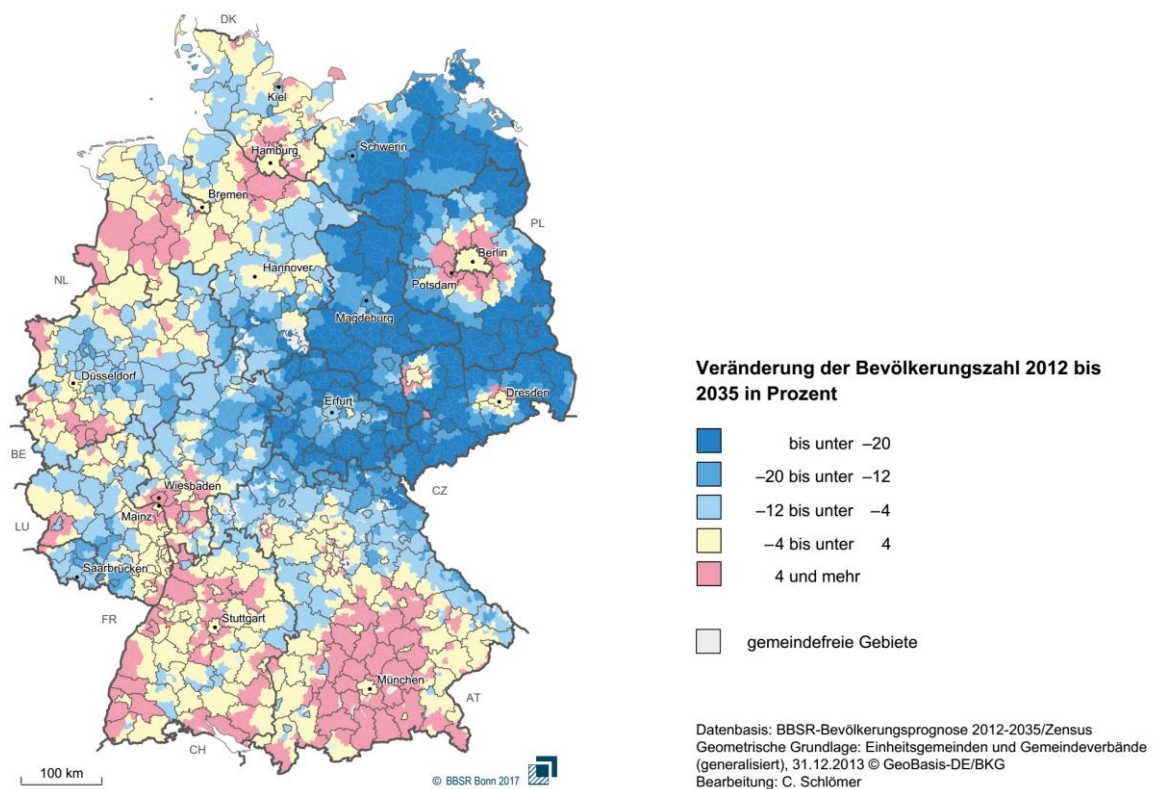 DK
Kiel
Schwerin
Hamburg
Bremen
PL
Berlin
Hannover
Potsdam
NL
Magdeburg
Düsseldorf
Dresden
Erfurt
BE
CZ
Wiesbaden
LU
Mainz
Saarbrücken
FR
Stuttgart
München
AT
CH
100 km
© BBSR Bonn 2017
Veränderung der Bevölkerungszahl 2012 bis
2035 in Prozent
bis unter –20
–20 bis unter –12
–12 bis unter –4
–4 bis unter 4
4 und mehr
gemeindefreie Gebiete
Datenbasis: BBSR-Bevölkerungsprognose 2012-2035/Zensus
Geometrische Grundlage: Einheitsgemeinden und Gemeindeverbände
(generalisiert), 31.12.2013 © GeoBasis-DE/BKG
Bearbeitung: C. Schlömer